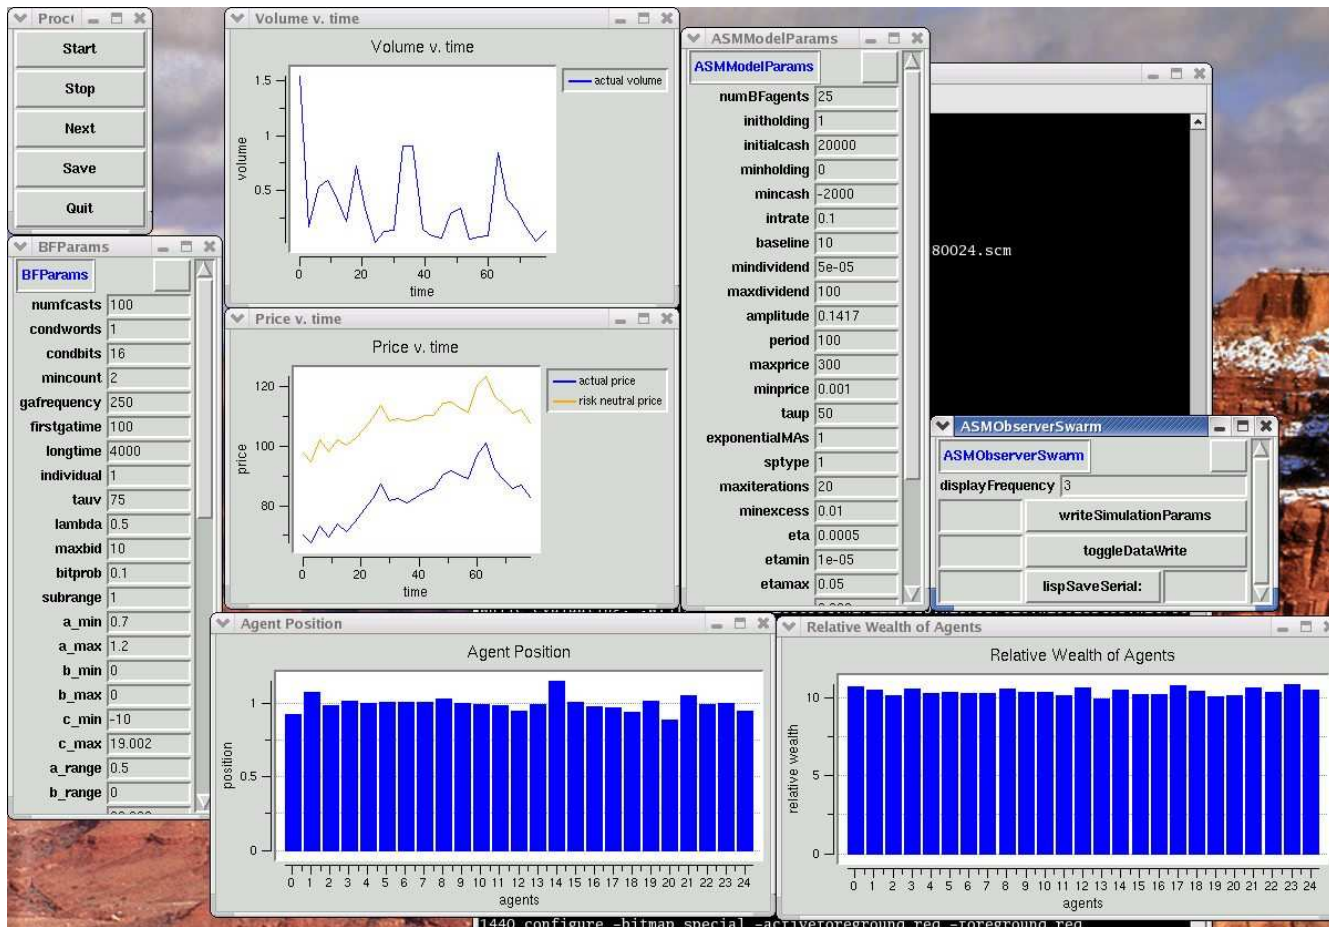 Proc
Start
Stop
Next
Save
Quit
Volume v. time
Volume v. time
actual volume
volume
1.5
1
0.5
0 20 40 60
time
Price v. time
Price v. time
actual price
risk neutral price
price
120
100
80
0 20 40 60
time
ASMModelParams
ASMModelParams
numBFagents 25
initholding 1
initialcash 20000
minholding 0
mincash -2000
intrate 0.1
baseline 10
mindividend 5e-05
maxdividend 100
amplitude 0.1417
period 100
maxprice 300
minprice 0.001
taup 50
exponentialMAs 1
sptype 1
maxiterations 20
minexcess 0.01
eta 0.0005
etamin 1e-05
etamax 0.05
80024.scm
BFParams
BFParams
numfcasts 100
condwords 1
condbits 16
mincount 2
gafrequency 250
firstgatime 100
longtime 4000
individual 1
tauv 75
lambda 0.5
maxbid 10
bitprob 0.1
subrange 1
a_min 0.7
a_max 1.2
b_min 0
b_max 0
c_min -10
c_max 19.002
a_range 0.5
b_range 0
ASMObserverSwarm
ASMObserverSwarm
displayFrequency 3
writeSimulationParams
toggleDataWrite
lispSaveSerial:
Agent Position
Agent Position
position
1
0.5
0
0 1 2 3 4 5 6 7 8 9 10 11 12 13 14 15 16 17 18 19 20 21 22 23 24
agents
Relative Wealth of Agents
Relative Wealth of Agents
relative wealth
10
5
0
0 1 2 3 4 5 6 7 8 9 10 11 12 13 14 15 16 17 18 19 20 21 22 23 24
agents
1440 configure -bitmap special -activeforeground red -foreground red